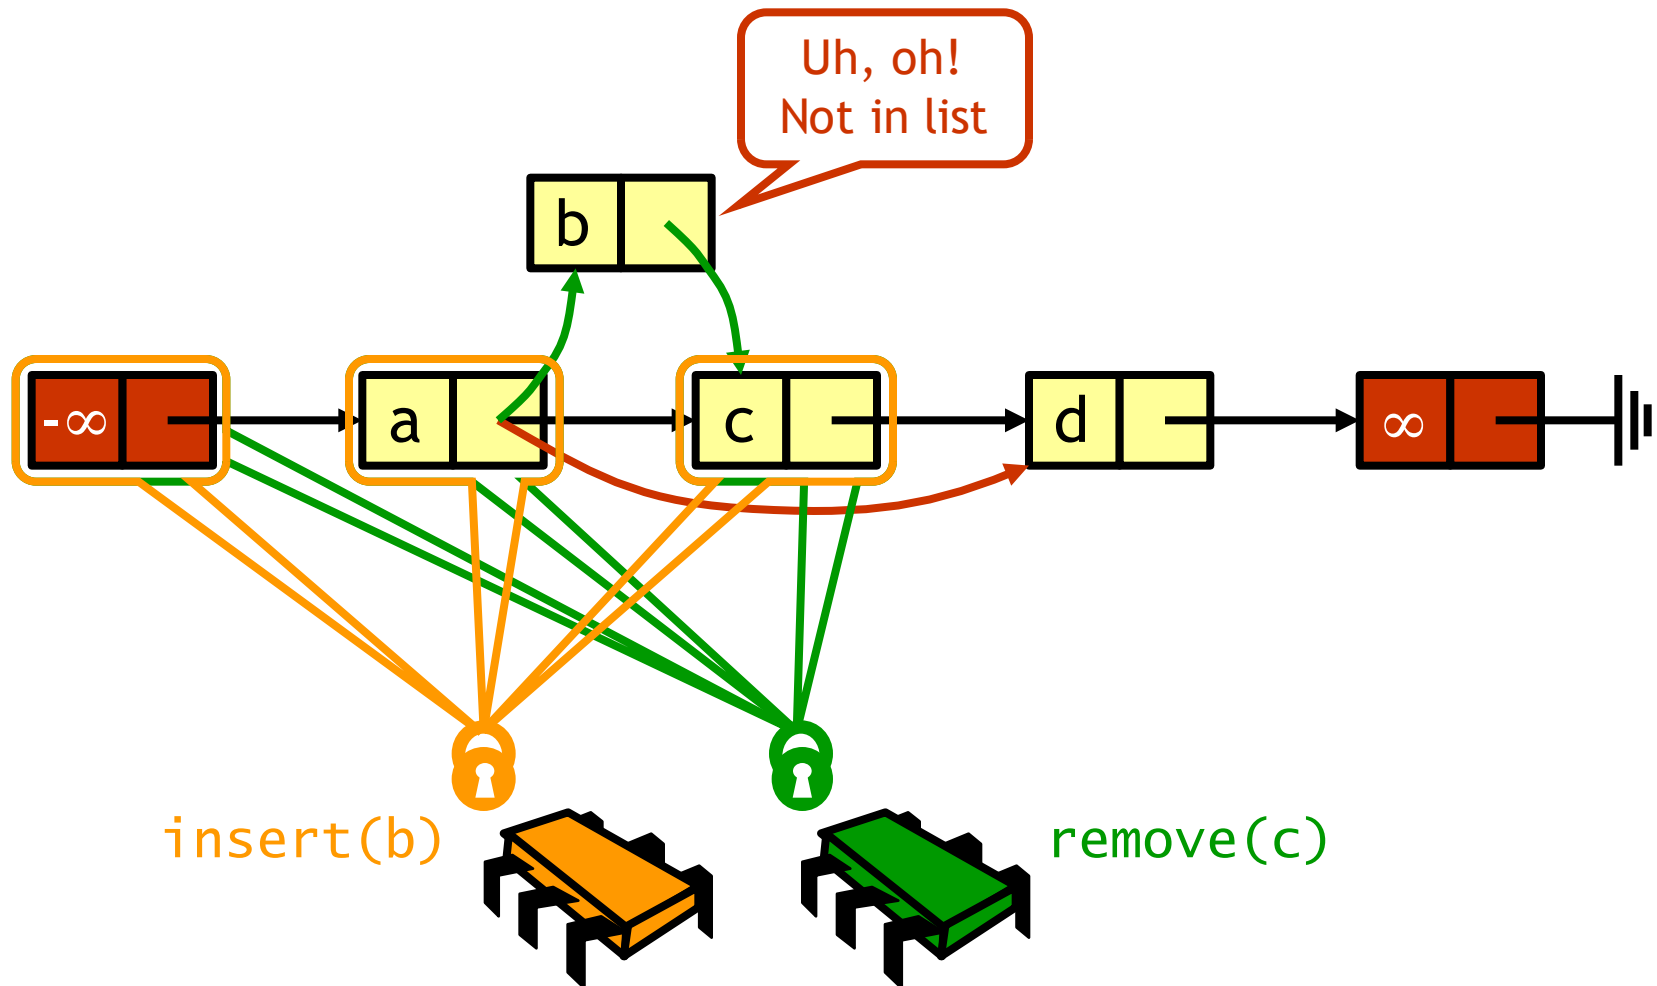 Uh, oh!
Not in list
b
-∞ a c d ∞
insert(b) remove(c)